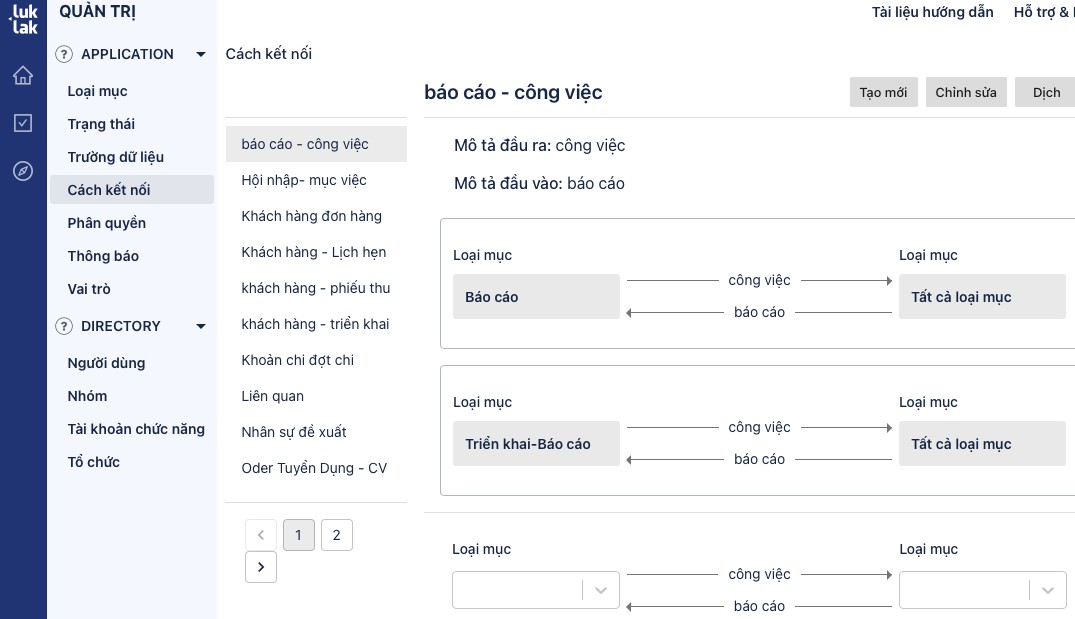 luk
lak
QUẢN TRỊ
Tài liệu hướng dẫn
Hỗ trợ &
? APPLICATION
Loại mục
Trạng thái
Trường dữ liệu
Cách kết nối
Phân quyền
Thông báo
Vai trò
? DIRECTORY
Người dùng
Nhóm
Tài khoản chức năng
Tổ chức
Cách kết nối
báo cáo - công việc
Hội nhập- mục việc
Khách hàng đơn hàng
Khách hàng - Lịch hẹn
khách hàng - phiếu thu
khách hàng - triển khai
Khoản chi đợt chi
Liên quan
Nhân sự đề xuất
Oder Tuyển Dụng - CV
1 2
báo cáo - công việc
Tạo mới
Chỉnh sửa
Dịch
Mô tả đầu ra: công việc
Mô tả đầu vào: báo cáo
Loại mục
Báo cáo
công việc
báo cáo
Loại mục
Tất cả loại mục
Loại mục
Triển khai-Báo cáo
công việc
báo cáo
Loại mục
Tất cả loại mục
Loại mục
công việc
báo cáo
Loại mục